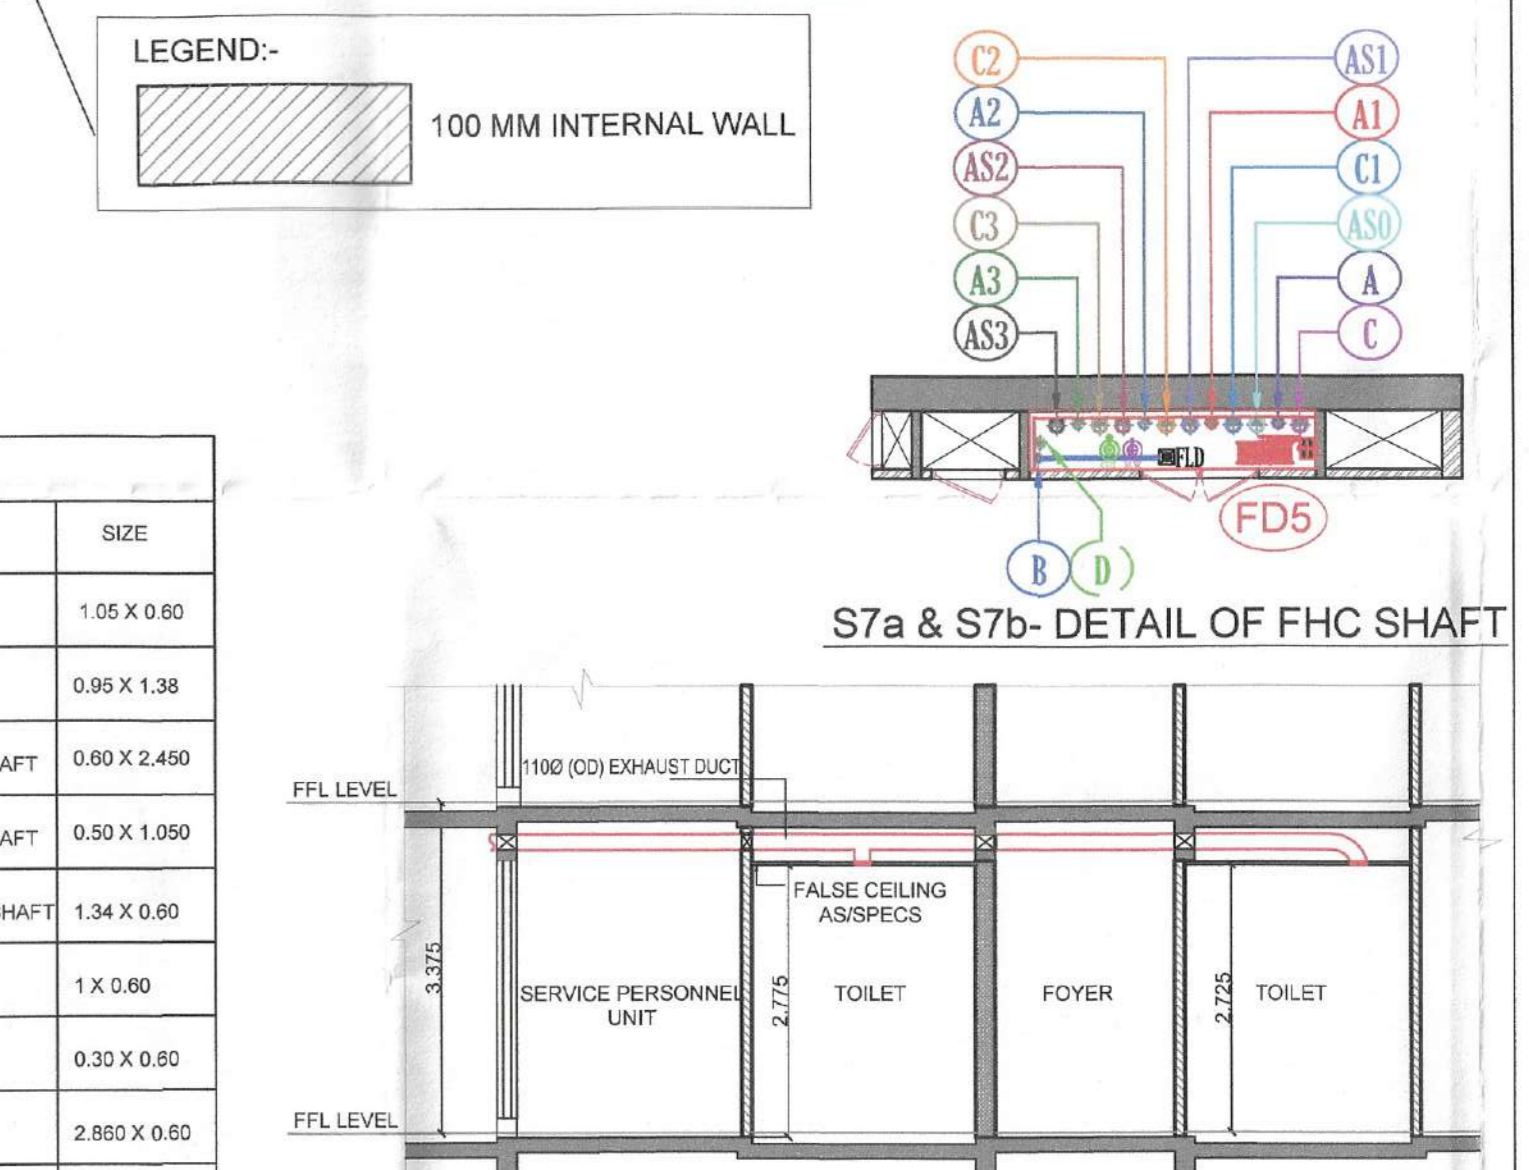 LEGEND:-
100 MM INTERNAL WALL
C2
A2
AS2
C3
A3
AS3
AS1
A1
C1
AS0
A
C
FLD
FD5
B
D
S7a & S7b- DETAIL OF FHC SHAFT
SIZE
1.05 X 0.60
0.95 X 1.38
AFT 0.60 X 2.450
AFT 0.50 X 1.050
HAFT 1.34 X 0.60
1 X 0.60
0.30 X 0.60
2.860 X 0.60
110Ø (OD) EXHAUST DUCT
FFL LEVEL
FALSE CEILING
AS/SPECS
3.375
SERVICE PERSONNEL
UNIT
2.775
TOILET
FOYER
2.725
TOILET
FFL LEVEL